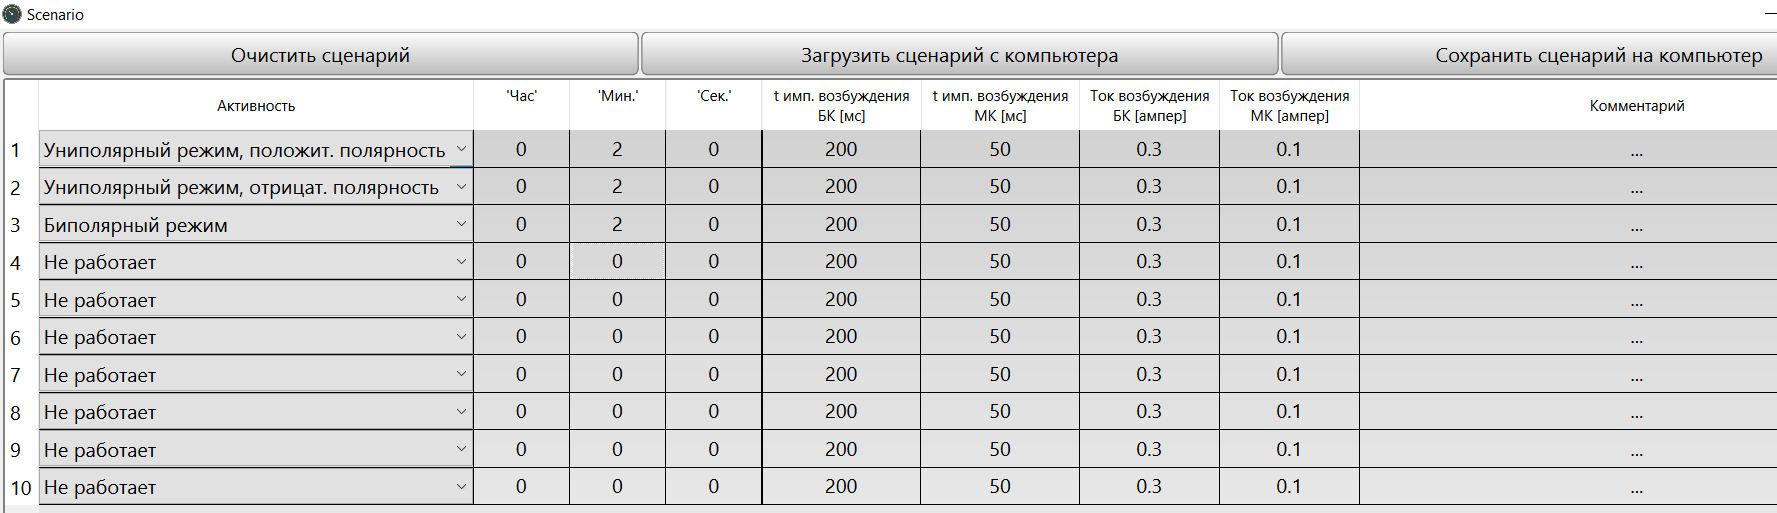 Scenario
Очистить сценарий Загрузить сценарий с компьютера Сохранить сценарий на компьютер
Активность 'Час' 'Мин.' 'Сек.' t имп. возбуждения БК [мс] t имп. возбуждения МК [мс] Ток возбуждения БК [ампер] Ток возбуждения МК [ампер] Комментарий
1 Униполярный режим, положит. полярность 0 2 0 200 50 0.3 0.1 ...
2 Униполярный режим, отрицат. полярность 0 2 0 200 50 0.3 0.1 ...
3 Биполярный режим 0 2 0 200 50 0.3 0.1 ...
4 Не работает 0 0 0 200 50 0.3 0.1 ...
5 Не работает 0 0 0 200 50 0.3 0.1 ...
6 Не работает 0 0 0 200 50 0.3 0.1 ...
7 Не работает 0 0 0 200 50 0.3 0.1 ...
8 Не работает 0 0 0 200 50 0.3 0.1 ...
9 Не работает 0 0 0 200 50 0.3 0.1 ...
10 Не работает 0 0 0 200 50 0.3 0.1 ...